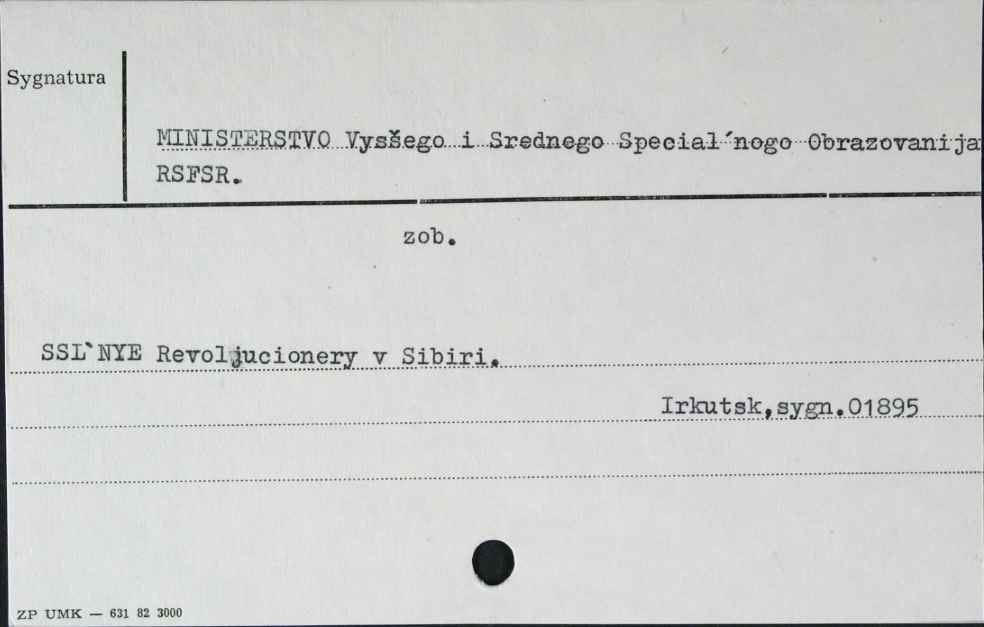 Sygnatura
MINISTERSTVO Vysšego i Srednego Special´nogo Obrazovanija
RSFSR.
zob.
SSL`NYE Revoljucionery v Sibiri.
Irkutsk,sygn.01895
ZP UMK — 631 82 3000